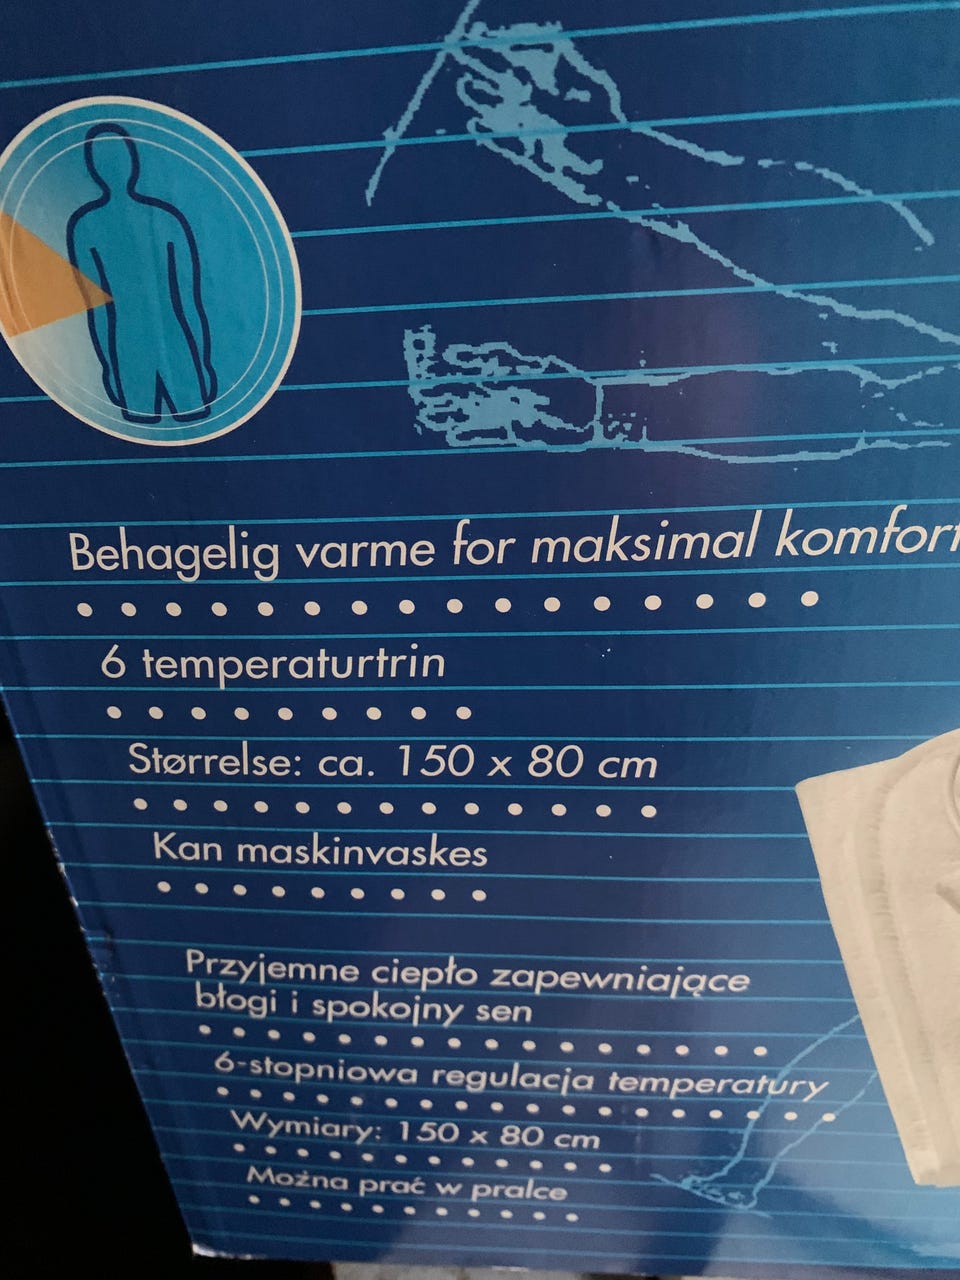 Behagelig varme for maksimal komfort
6 temperaturtrin
Størrelse: ca. 150 x 80 cm
Kan maskinvaskes
Przyjemne ciepło zapewniające
błogi i spokojny sen
6-stopniowa regulacja temperatury
Wymiary: 150 x 80 cm
Można prać w pralce